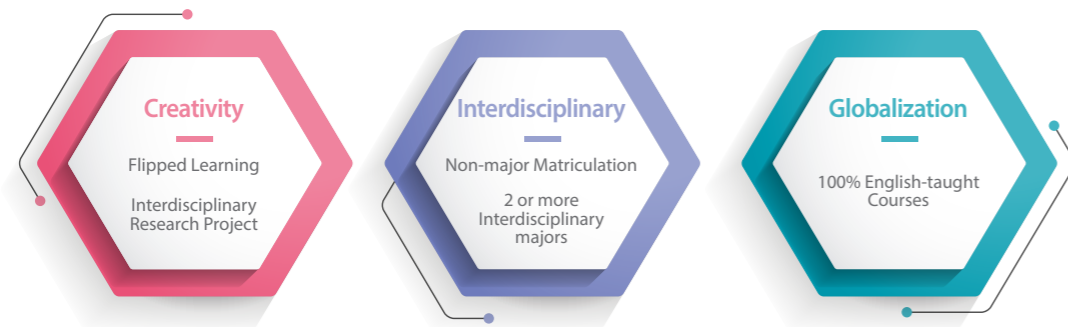 Creativity
Flipped Learning
Interdisciplinary
Research Project
Interdisciplinary
Non-major Matriculation
2 or more
Interdisciplinary
majors
Globalization
100% English-taught
Courses